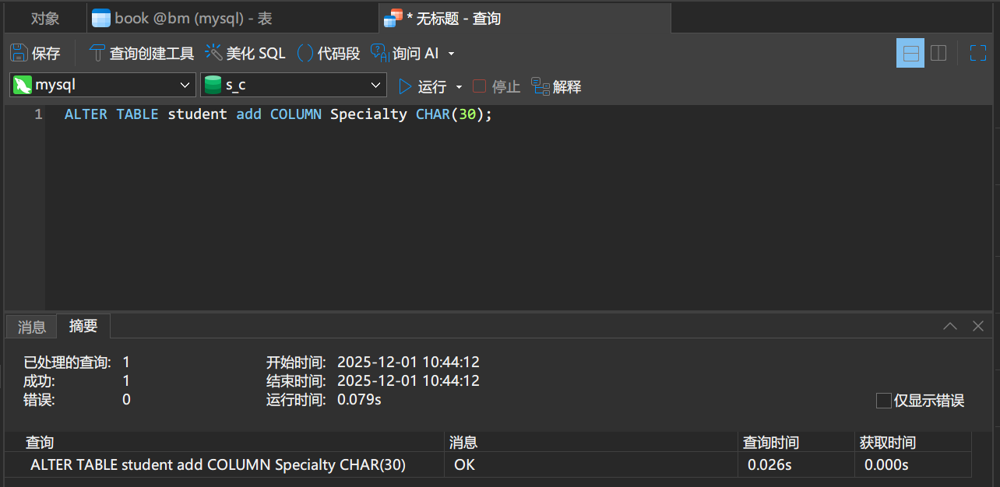 对象 book @bm (mysql) - 表 * 无标题 - 查询
保存 查询创建工具 美化 SQL 代码段 询问 AI
mysql s_c 运行 停止 解释
1 ALTER TABLE student add COLUMN Specialty CHAR(30);
消息 摘要
已处理的查询: 1 开始时间: 2025-12-01 10:44:12
成功: 1 结束时间: 2025-12-01 10:44:12
错误: 0 运行时间: 0.079s
仅显示错误
查询 消息 查询时间 获取时间
ALTER TABLE student add COLUMN Specialty CHAR(30) OK 0.026s 0.000s